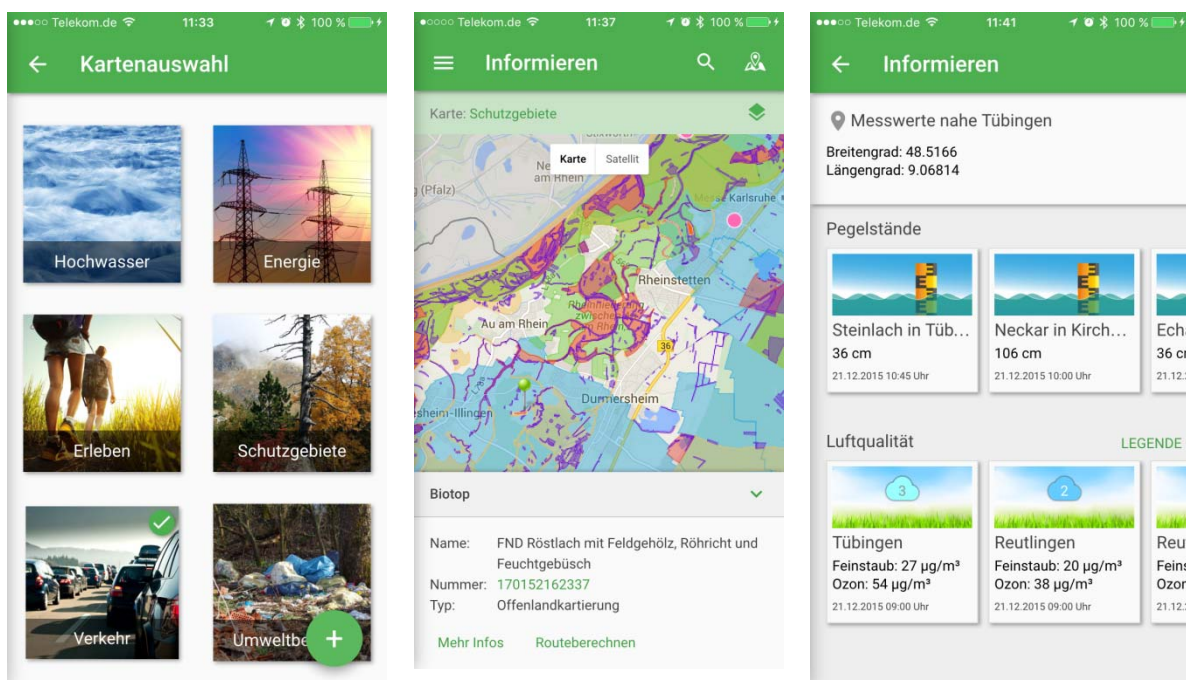 Telekom.de 11:33 100 %
Kartenauswahl
Hochwasser
Energie
Erleben
Schutzgebiete
Verkehr
Telekom.de 11:37 100 %
Informieren
Karte: Schutzgebiete
Karte Satellit
am Rhein
(Pfalz)
Messe Karlsruhe
Rheinstetten
Rheinniederung
zwischen
Au am Rhein
36
Durmersheim
Biotop
Name: FND Röstlach mit Feldgehölz, Röhricht und
Feuchtgebüsch
Nummer: 170152162337
Typ: Offenlandkartierung
Mehr Infos Routeberechnen
Telekom.de 11:41 100 %
Informieren
Messwerte nahe Tübingen
Breitengrad: 48.5166
Längengrad: 9.06814
Pegelstände
Steinlach in Tüb...
36 cm
21.12.2015 10:45 Uhr
Neckar in Kirch...
106 cm
21.12.2015 10:00 Uhr
36 c
Luftqualität LEGENDE
3
Tübingen
Feinstaub: 27 µg/m³
Ozon: 54 µg/m³
21.12.2015 09:00 Uhr
2
Reutlingen
Feinstaub: 20 µg/m³
Ozon: 38 µg/m³
21.12.2015 09:00 Uhr